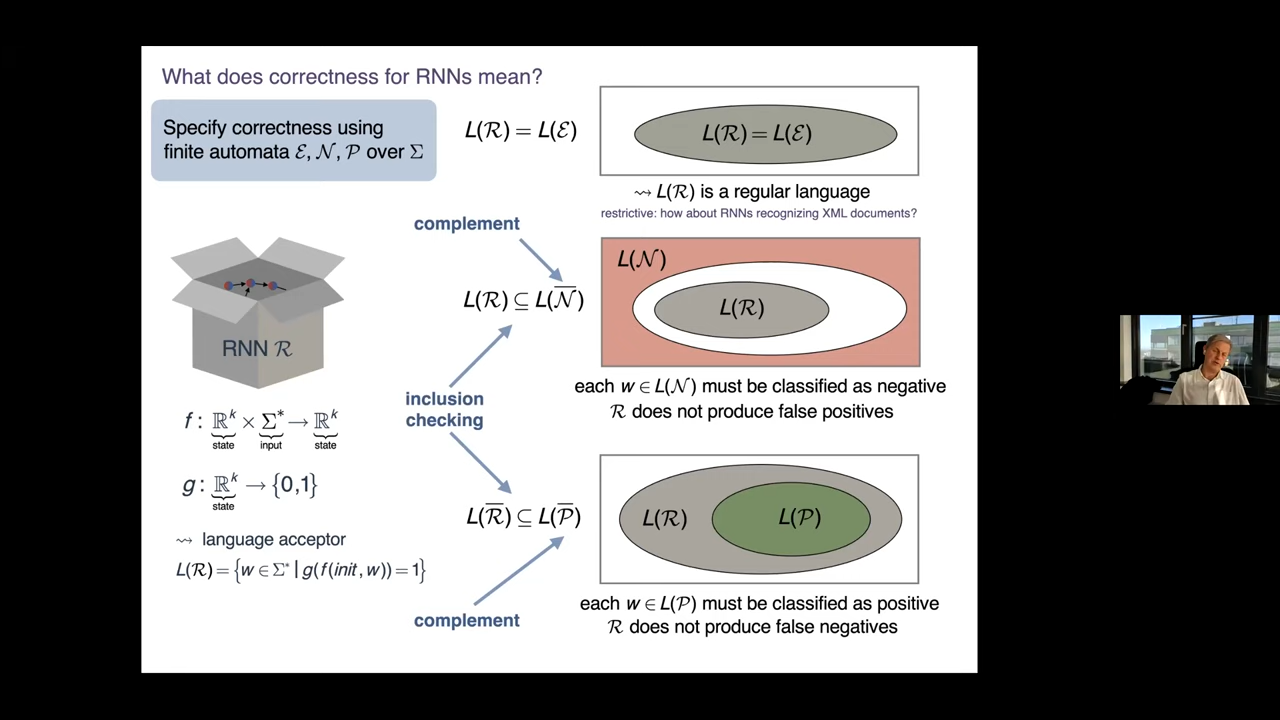 What does correctness for RNNs mean?
Specify correctness using
finite automata ℰ, 𝒩, 𝒫 over Σ
L(ℛ) = L(ℰ)
L(ℛ) = L(ℰ)
⇝ L(ℛ) is a regular language
restrictive: how about RNNs recognizing XML documents?
complement
L(𝒩)
L(ℛ) ⊆ L(𝒩̅)
L(ℛ)
RNN ℛ
each w ∈ L(𝒩) must be classified as negative
ℛ does not produce false positives
inclusion
checking
f : ℝᵏ × Σ* → ℝᵏ
state input state
g : ℝᵏ → {0,1}
state
L(ℛ̅) ⊆ L(𝒫̅)
L(ℛ)
L(𝒫)
⇝ language acceptor
L(ℛ) = {w ∈ Σ* | g(f(init, w)) = 1}
complement
each w ∈ L(𝒫) must be classified as positive
ℛ does not produce false negatives